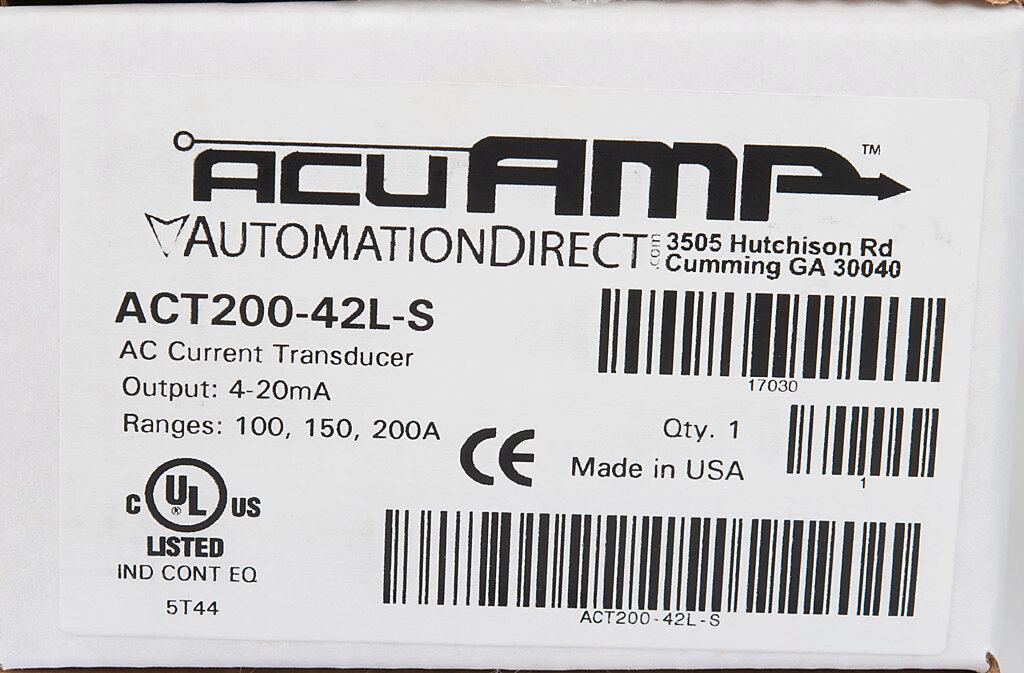 ACUAMP™
AUTOMATIONDIRECT.com 3505 Hutchison Rd
Cumming GA 30040
ACT200-42L-S
AC Current Transducer
Output: 4-20mA
Ranges: 100, 150, 200A
17030
Qty. 1
1
CE
Made in USA
C UL® US
LISTED
IND CONT EQ
5T44
ACT200-42L-S